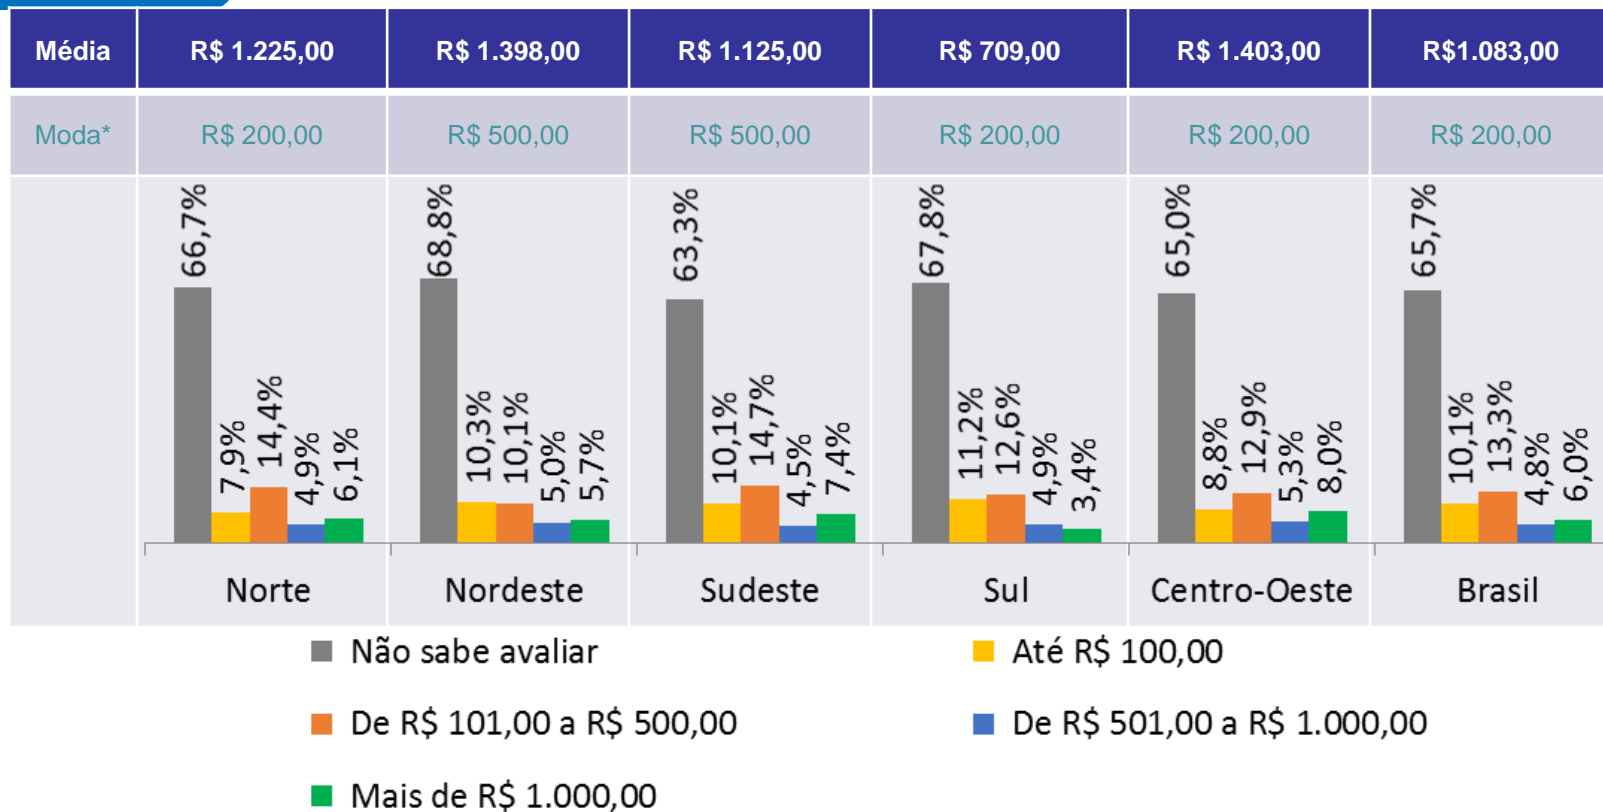 Média R$ 1.225,00 R$ 1.398,00 R$ 1.125,00 R$ 709,00 R$ 1.403,00 R$1.083,00
Moda* R$ 200,00 R$ 500,00 R$ 500,00 R$ 200,00 R$ 200,00 R$ 200,00
66,7% 7,9% 14,4% 4,9% 6,1% 68,8% 10,3% 10,1% 5,0% 5,7% 63,3% 10,1% 14,7% 4,5% 7,4% 67,8% 11,2% 12,6% 4,9% 3,4% 65,0% 8,8% 12,9% 5,3% 8,0% 65,7% 10,1% 13,3% 4,8% 6,0%
Norte Nordeste Sudeste Sul Centro-Oeste Brasil
Não sabe avaliar Até R$ 100,00
De R$ 101,00 a R$ 500,00 De R$ 501,00 a R$ 1.000,00
Mais de R$ 1.000,00